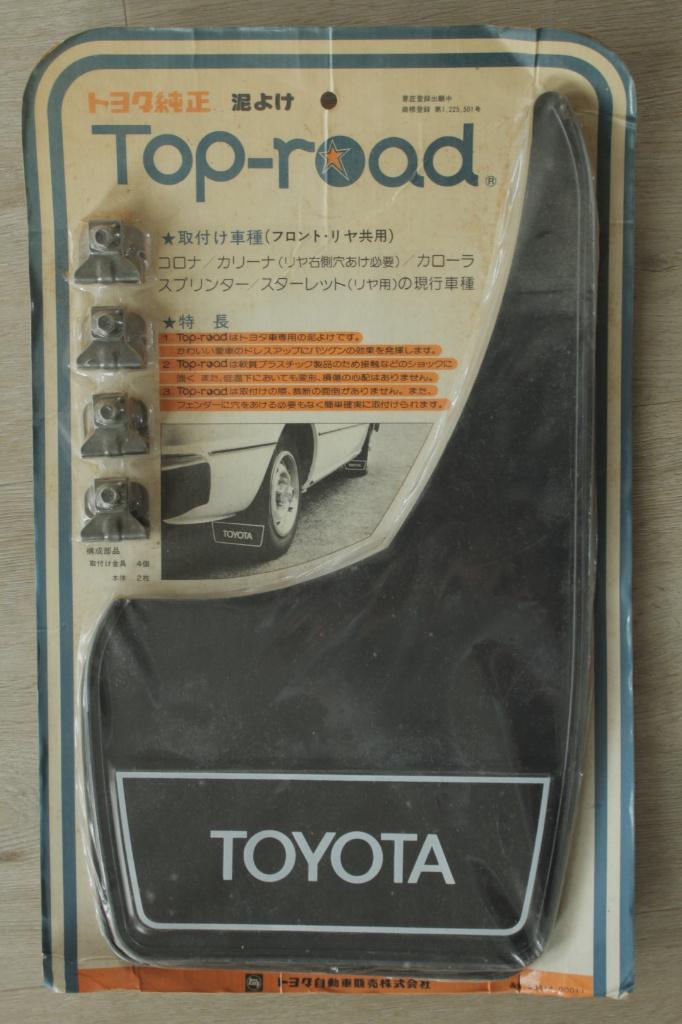 トヨタ純正 泥よけ
意匠登録出願中
商標登録 第1,225,501号
Top-road®
★取付け車種(フロント・リヤ共用)
コロナ/カリーナ(リヤ右側穴あけ必要)/カローラ
スプリンター/スターレット(リヤ用)の現行車種
★特 長
1. Top-roadはトヨタ車専用の泥よけです。
かわいい愛車のドレスアップにバツグンの効果を発揮します。
2. Top-roadは軟質プラスチック製品のため接触などのショックに
強く また、低温下においても変形、損傷の心配はありません。
3. Top-roadは取付けの際、裁断の面倒がありません。また、
フェンダーに穴をあける必要もなく簡単確実に取付けられます。
TOYOTA
構成部品
取付け金具 4個
本体 2枚
TOYOTA
トヨタ自動車販売株式会社